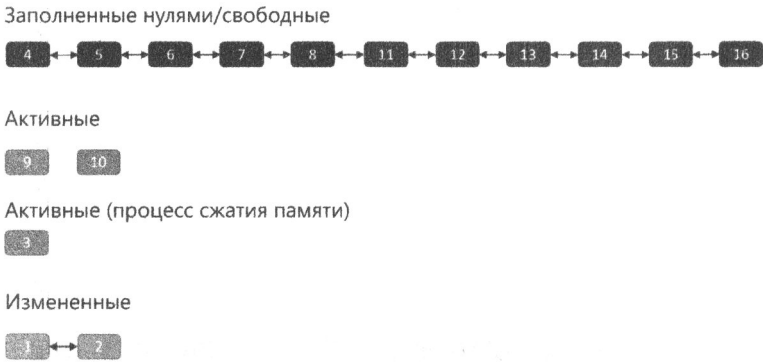 Заполненные нулями/свободные
4 5 6 7 8 11 12 13 14 15 16
Активные
9 10
Активные (процесс сжатия памяти)
3
Измененные
1 2